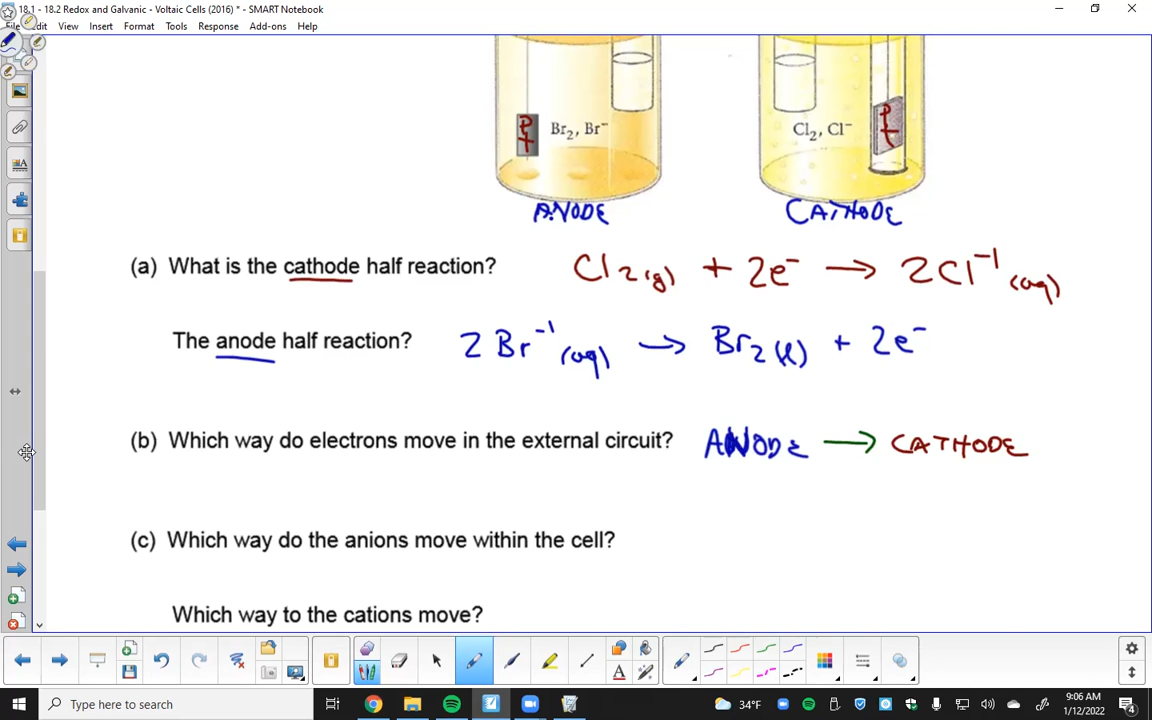 18.1 - 18.2 Redox and Galvanic - Voltaic Cells (2016) * - SMART Notebook
File Edit View Insert Format Tools Response Add-ons Help
Pt Br₂, Br⁻ Cl₂, Cl⁻ Pt
ANODE CATHODE
(a) What is the cathode half reaction? Cl₂(g) + 2e⁻ → 2Cl⁻¹(aq)
The anode half reaction? 2Br⁻¹(aq) → Br₂(l) + 2e⁻
(b) Which way do electrons move in the external circuit? ANODE → CATHODE
(c) Which way do the anions move within the cell?
Which way to the cations move?
Type here to search
34°F
9:06 AM
1/12/2022
4